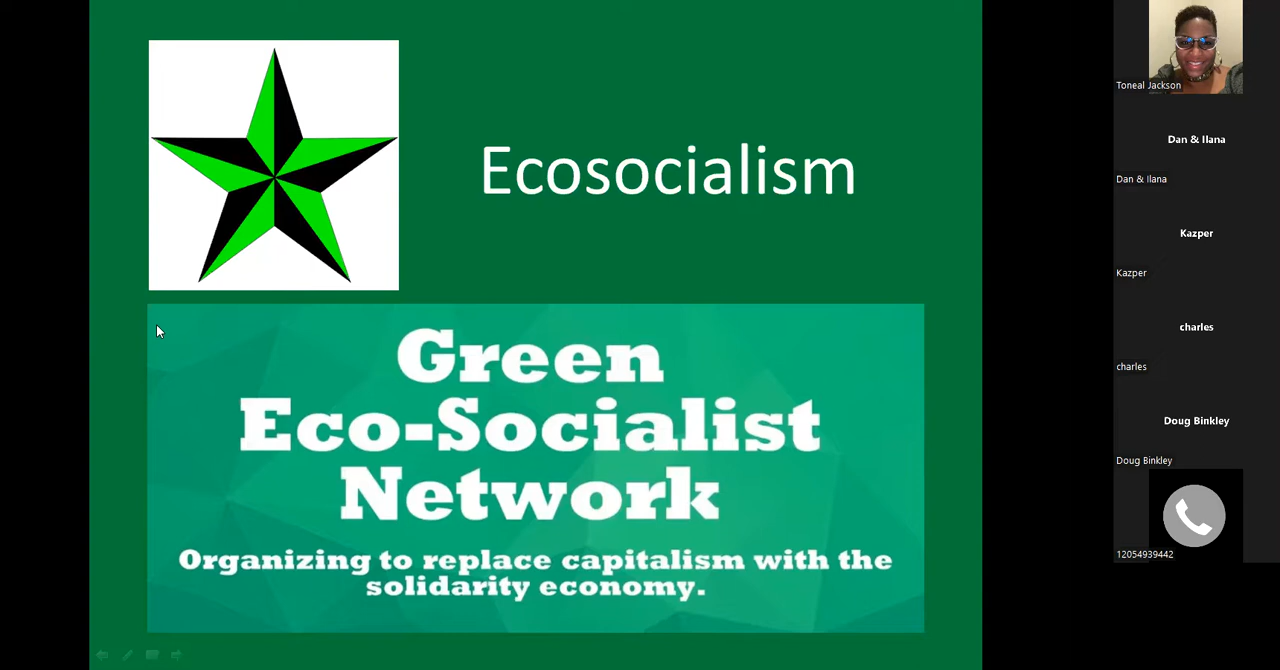 Ecosocialism
Green
Eco-Socialist
Network
Organizing to replace capitalism with the
solidarity economy.
Toneal Jackson
Dan & Ilana
Dan & Ilana
Kazper
Kazper
charles
charles
Doug Binkley
Doug Binkley
12054939442